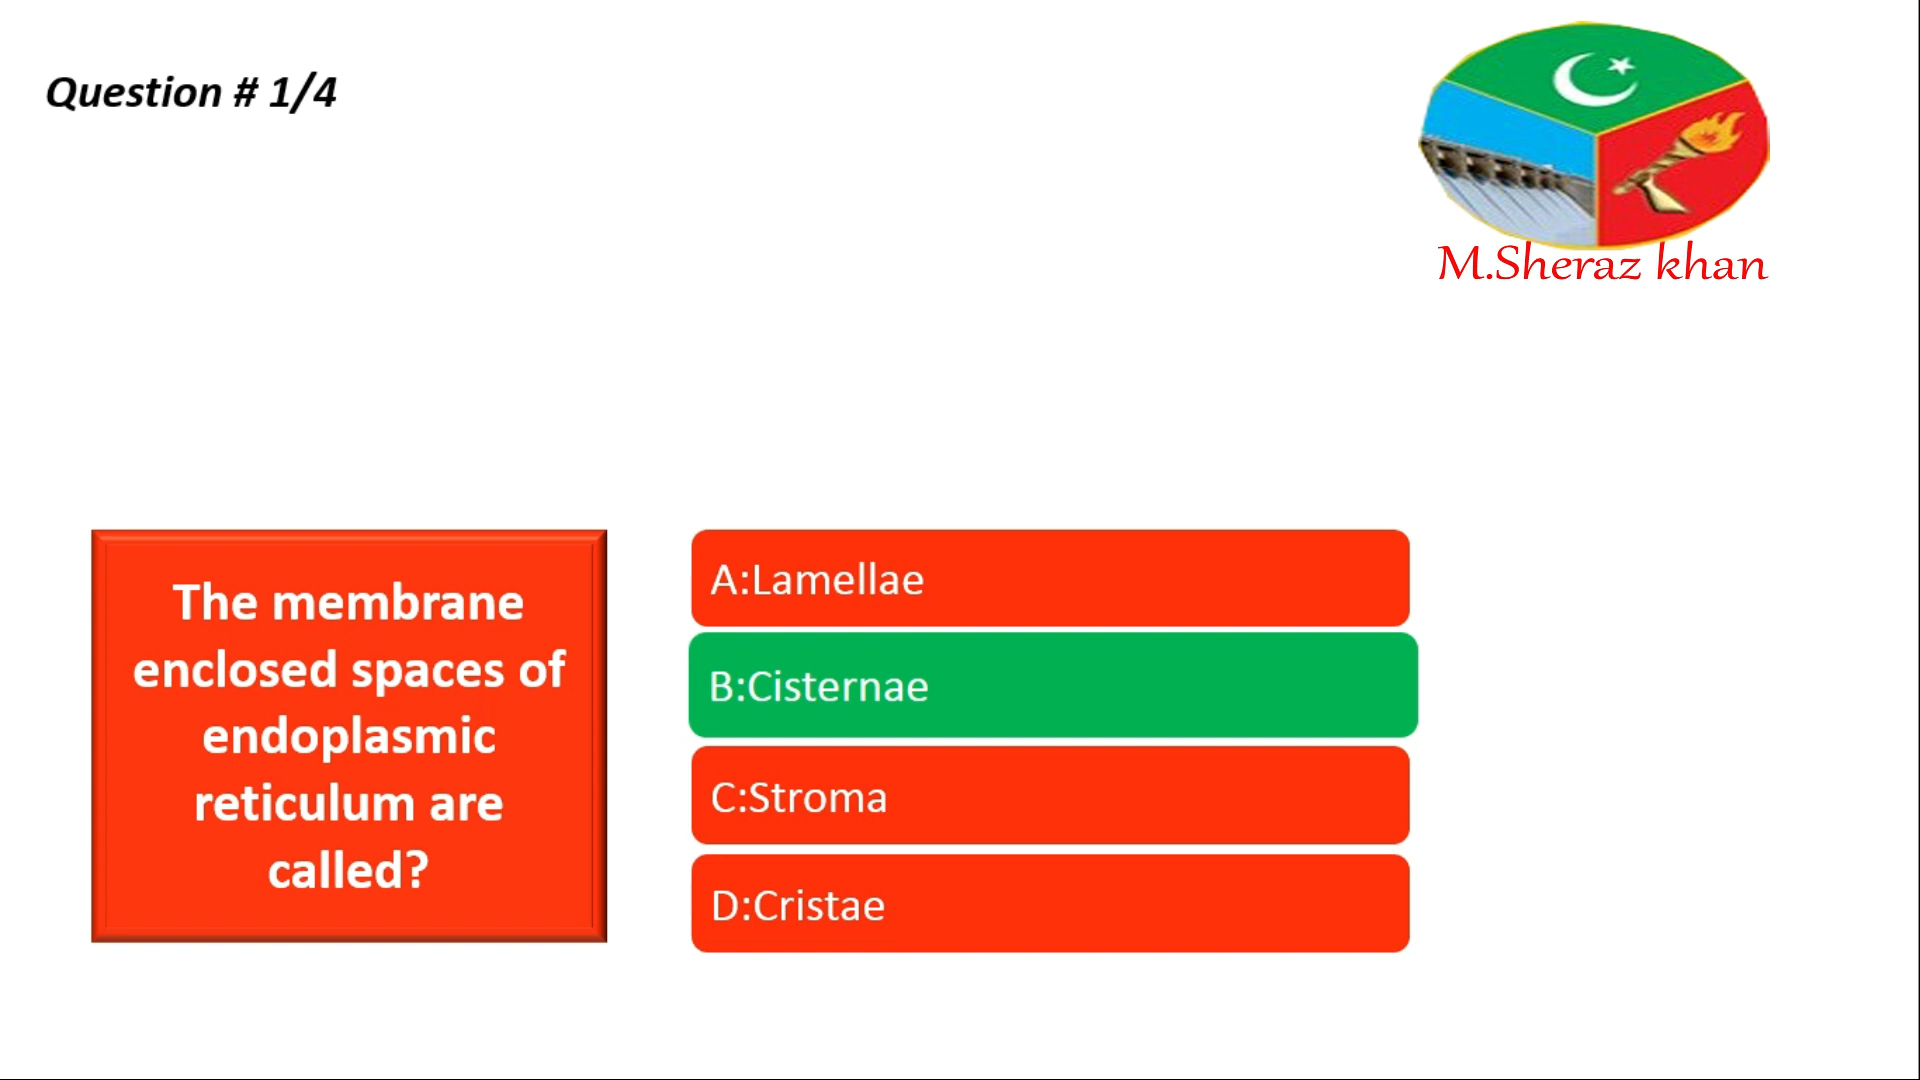 Question # 1/4
M.Sheraz khan
The membrane
enclosed spaces of
endoplasmic
reticulum are
called?
A:Lamellae
B:Cisternae
C:Stroma
D:Cristae